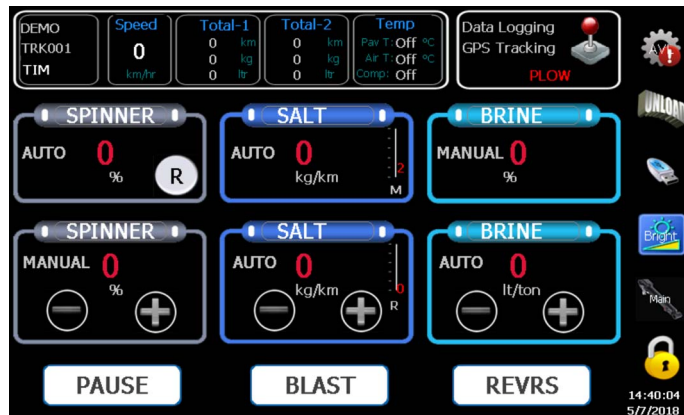 DEMO
TRK001
TIM
Speed
0
km/hr
Total-1
0 km
0 kg
0 ltr
Total-2
0 km
0 kg
0 ltr
Temp
Pav T: Off °C
Air T: Off °C
Comp: Off
Data Logging
GPS Tracking
PLOW
AVL
UNLOAD
SPINNER
AUTO 0
%
R
SALT
AUTO 0
kg/km
2
M
BRINE
MANUAL 0
%
Bright
SPINNER
MANUAL 0
%
SALT
AUTO 0
kg/km
0
R
BRINE
AUTO 0
lt/ton
Main
PAUSE
BLAST
REVRS
1
14:40:04
5/7/2018